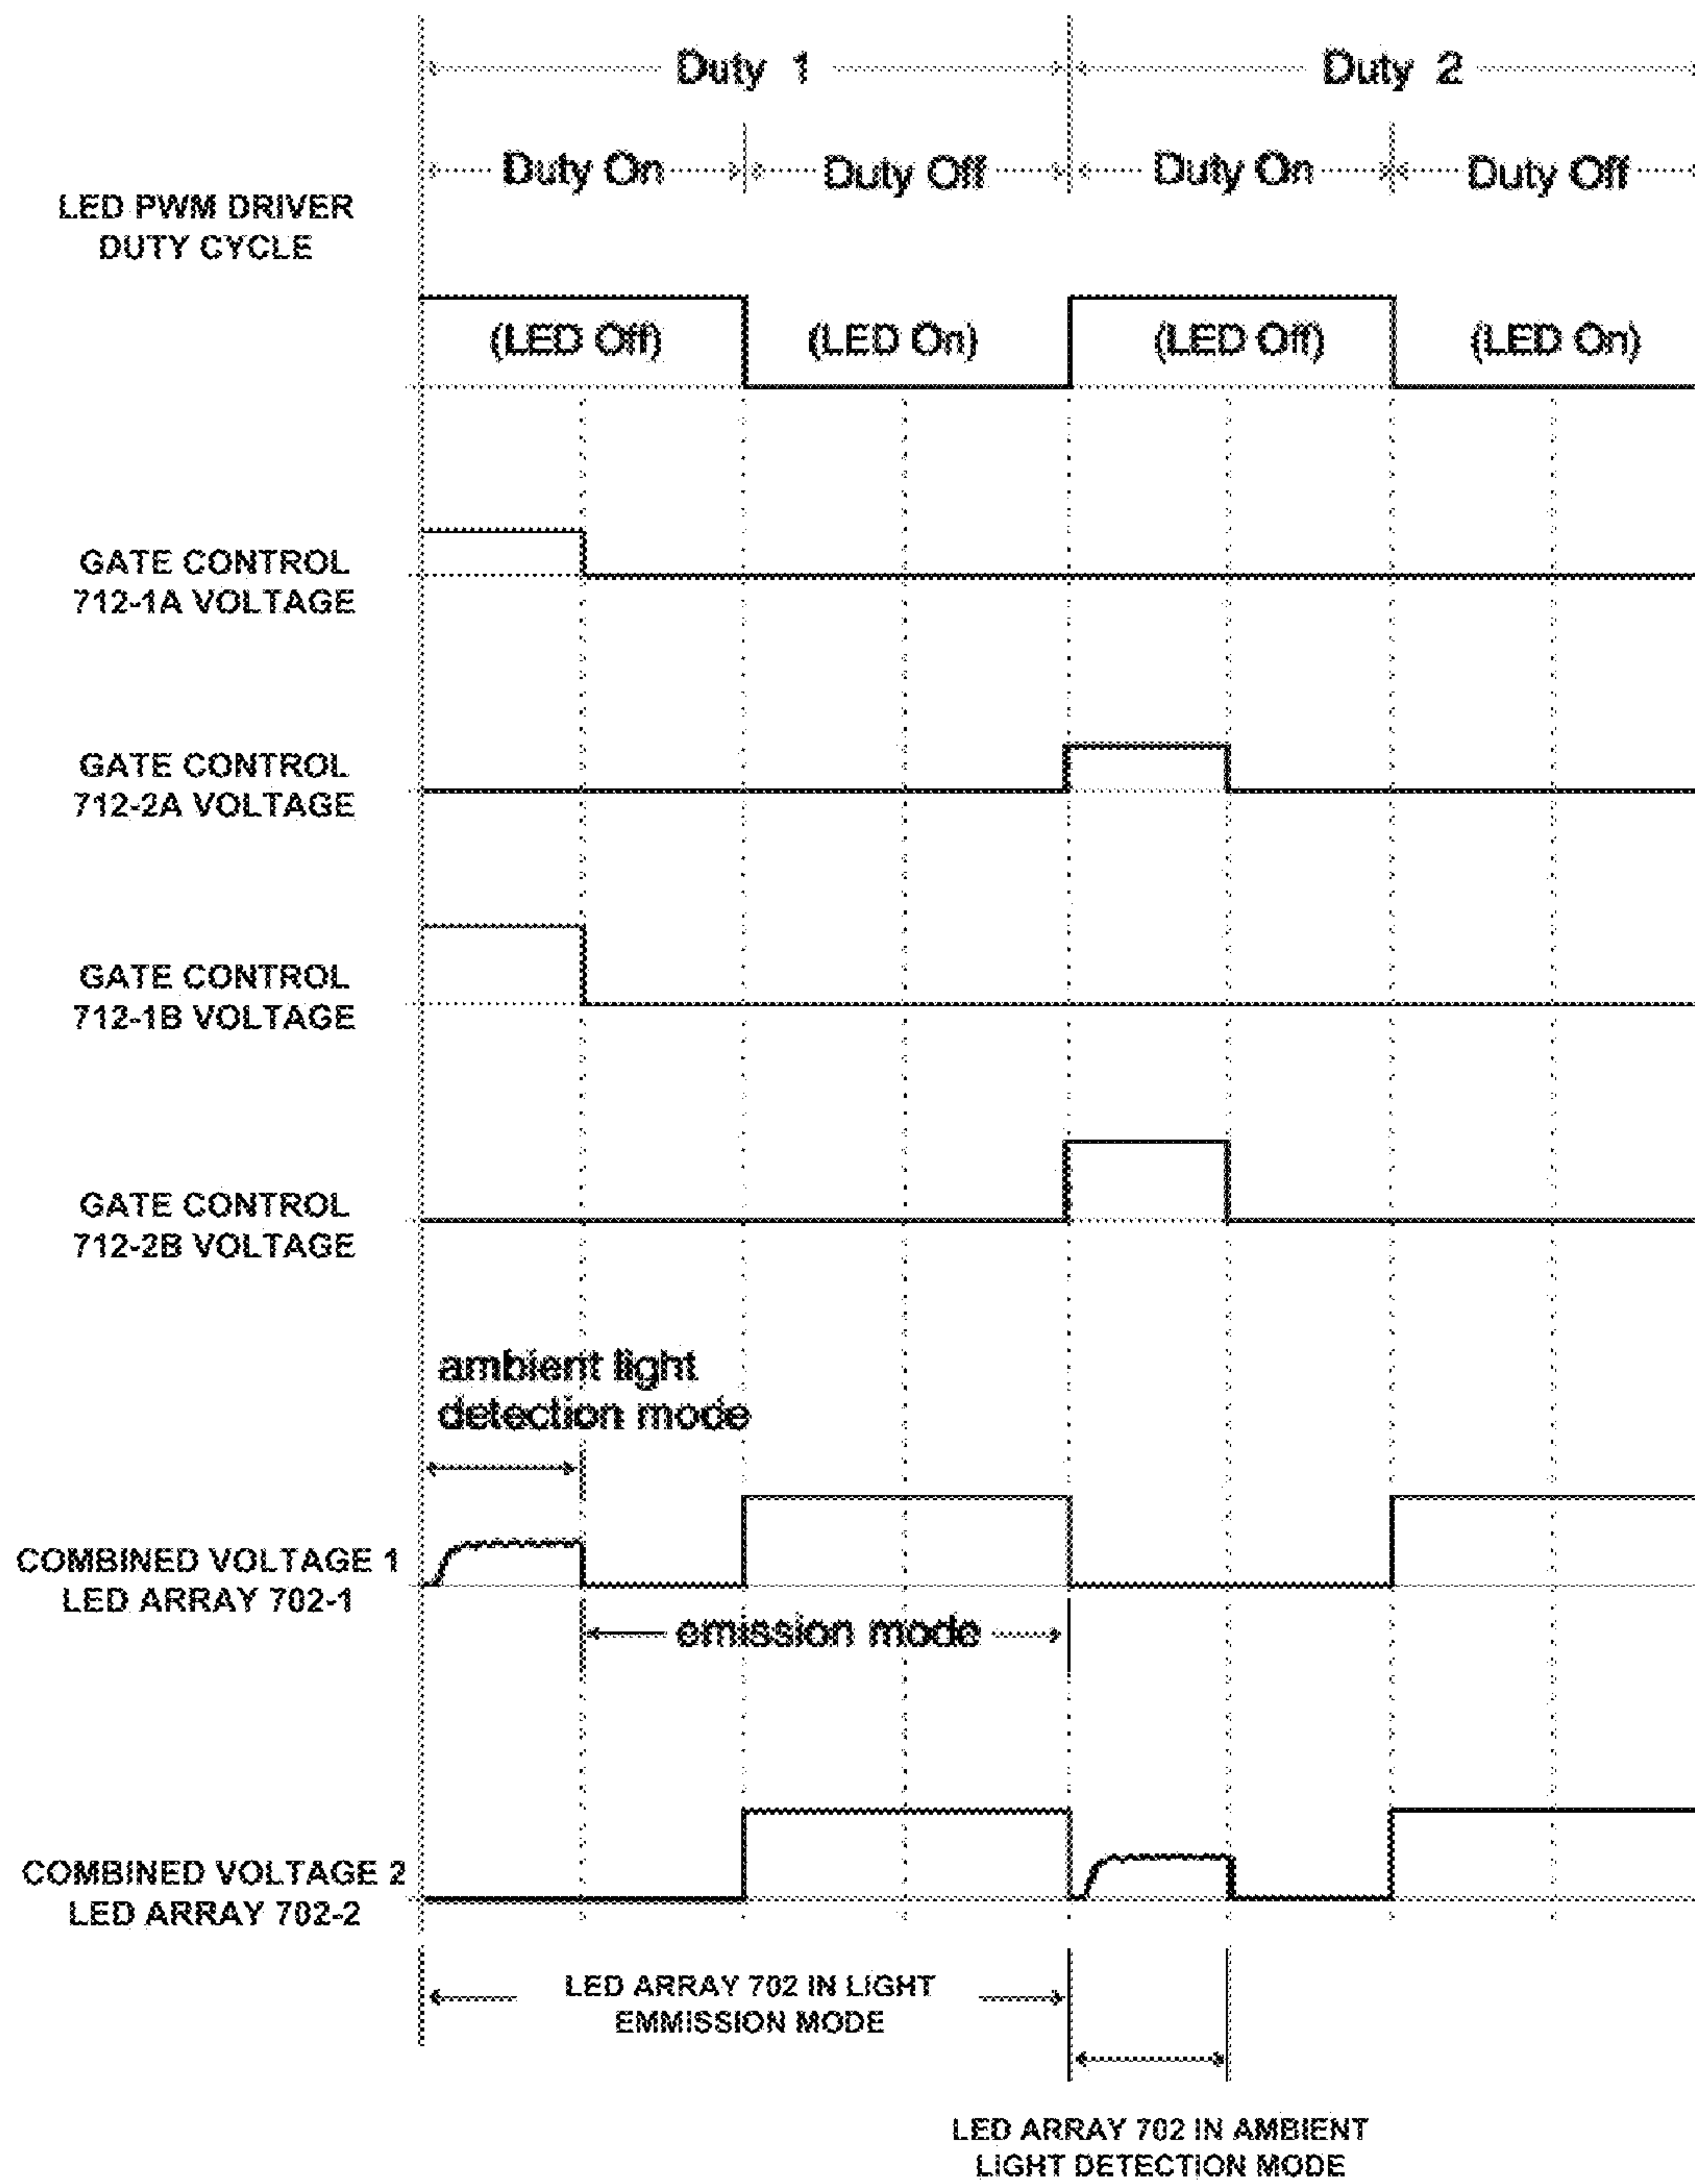 Duty 1
Duty 2
Duty On
Duty Off
Duty On
Duty Off
LED PWM DRIVER
DUTY CYCLE
(LED Off)
(LED On)
(LED Off)
(LED On)
GATE CONTROL
712-1A VOLTAGE
GATE CONTROL
712-2A VOLTAGE
GATE CONTROL
712-1B VOLTAGE
GATE CONTROL
712-2B VOLTAGE
ambient light
detection mode
COMBINED VOLTAGE 1
LED ARRAY 702-1
emission mode
COMBINED VOLTAGE 2
LED ARRAY 702-2
LED ARRAY 702 IN LIGHT
EMMISSION MODE
LED ARRAY 702 IN AMBIENT
LIGHT DETECTION MODE